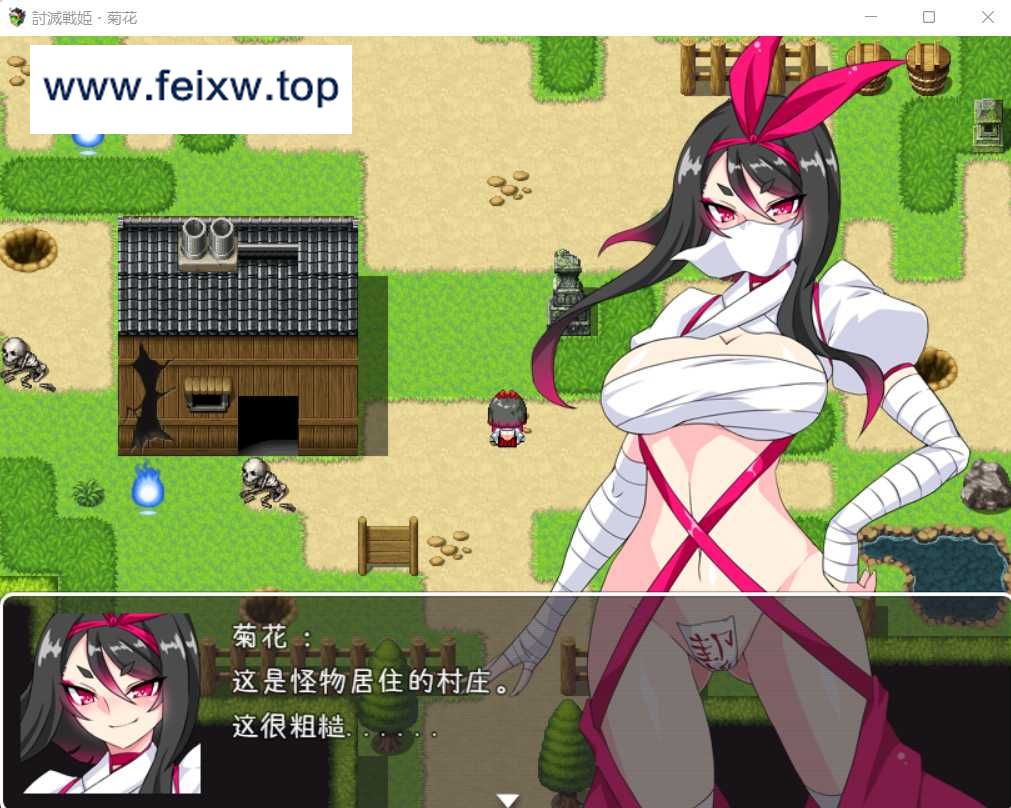 討滅戦姫・菊花
www.feixw.top
菊花：
这是怪物居住的村庄。
这很粗糙......
封